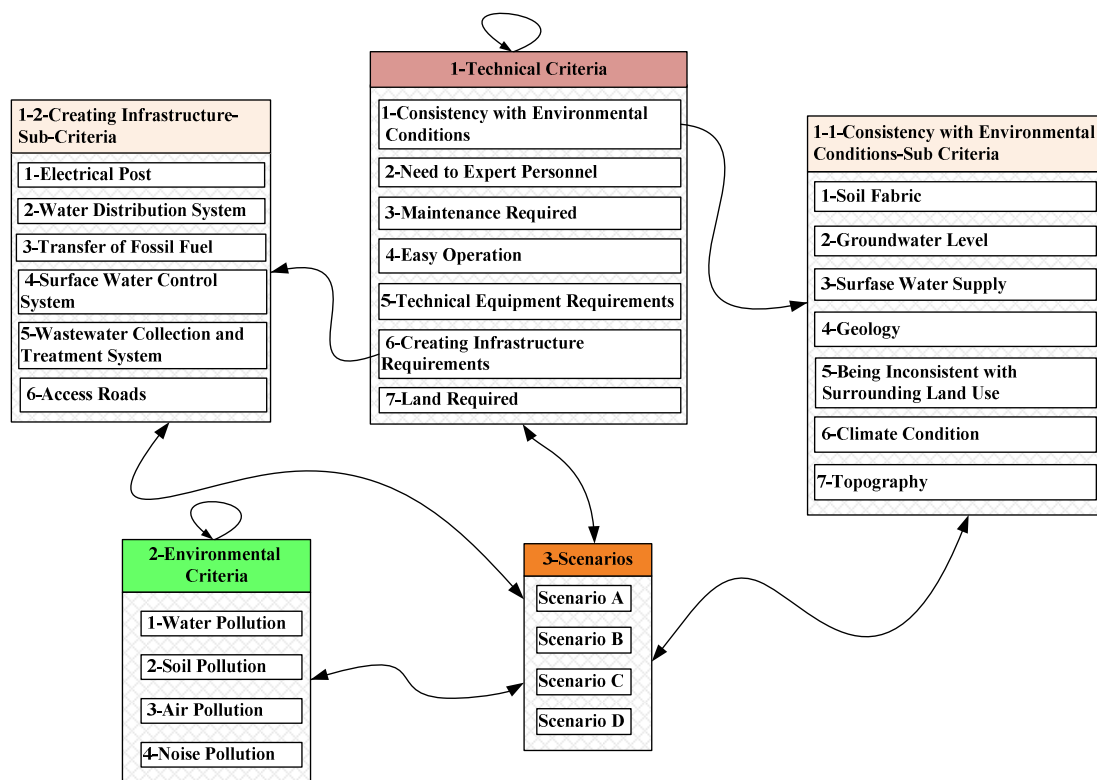 1-Technical Criteria
1-Consistency with Environmental
Conditions
2-Need to Expert Personnel
3-Maintenance Required
4-Easy Operation
5-Technical Equipment Requirements
6-Creating Infrastructure
Requirements
7-Land Required
1-2-Creating Infrastructure-
Sub-Criteria
1-Electrical Post
2-Water Distribution System
3-Transfer of Fossil Fuel
4-Surface Water Control
System
5-Wastewater Collection and
Treatment System
6-Access Roads
1-1-Consistency with Environmental
Conditions-Sub Criteria
1-Soil Fabric
2-Groundwater Level
3-Surfase Water Supply
4-Geology
5-Being Inconsistent with
Surrounding Land Use
6-Climate Condition
7-Topography
2-Environmental
Criteria
1-Water Pollution
2-Soil Pollution
3-Air Pollution
4-Noise Pollution
3-Scenarios
Scenario A
Scenario B
Scenario C
Scenario D